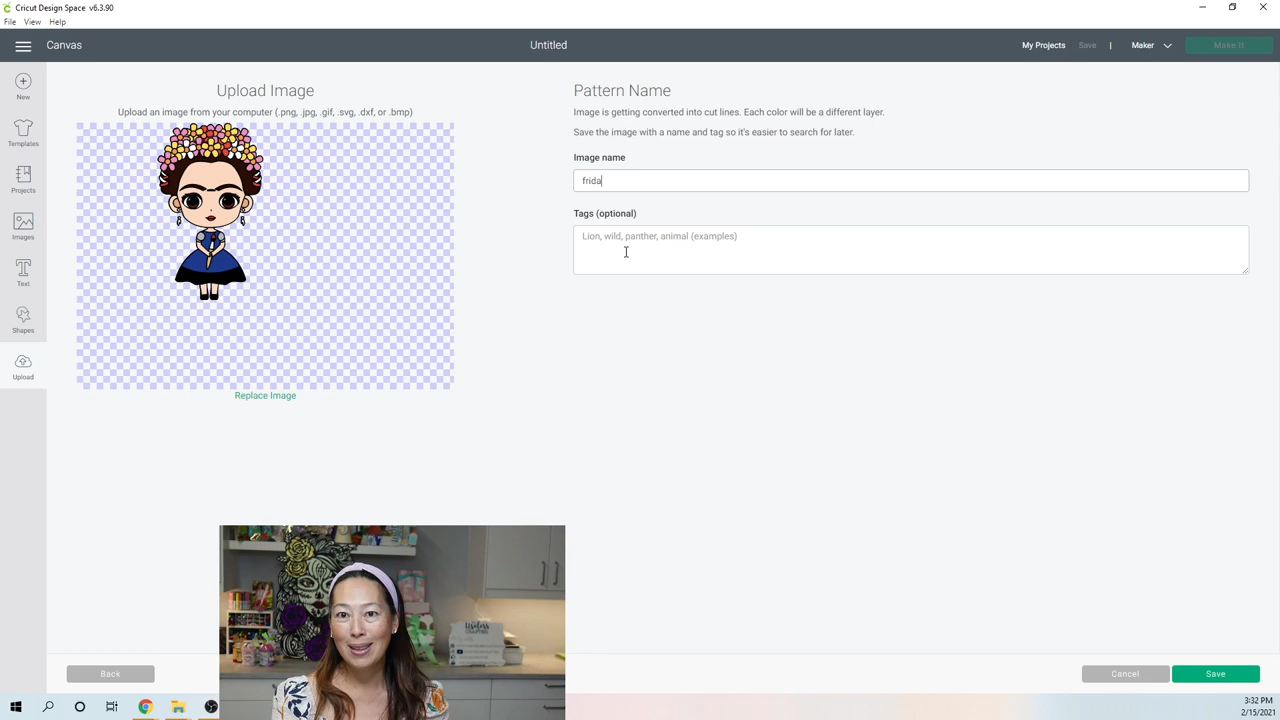 Cricut Design Space v6.3.90
File View Help
Canvas
Untitled
My Projects Save | Maker Make It
New
Templates
Projects
Images
Text
Shapes
Upload
Upload Image
Upload an image from your computer (.png, .jpg, .gif, .svg, .dxf, or .bmp)
Replace Image
Pattern Name
Image is getting converted into cut lines. Each color will be a different layer.
Save the image with a name and tag so it's easier to search for later.
Image name
frida
Tags (optional)
Lion, wild, panther, animal (examples)
Back
Cancel
Save
3:32 PM
2/15/2021